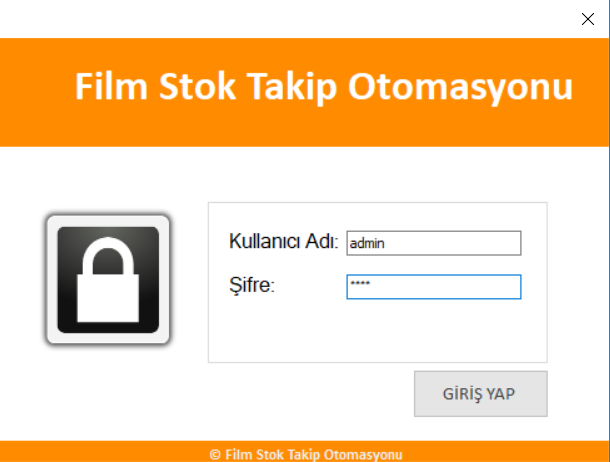 Film Stok Takip Otomasyonu
Kullanıcı Adı: admin
Şifre: ****
GİRİŞ YAP
© Film Stok Takip Otomasyonu